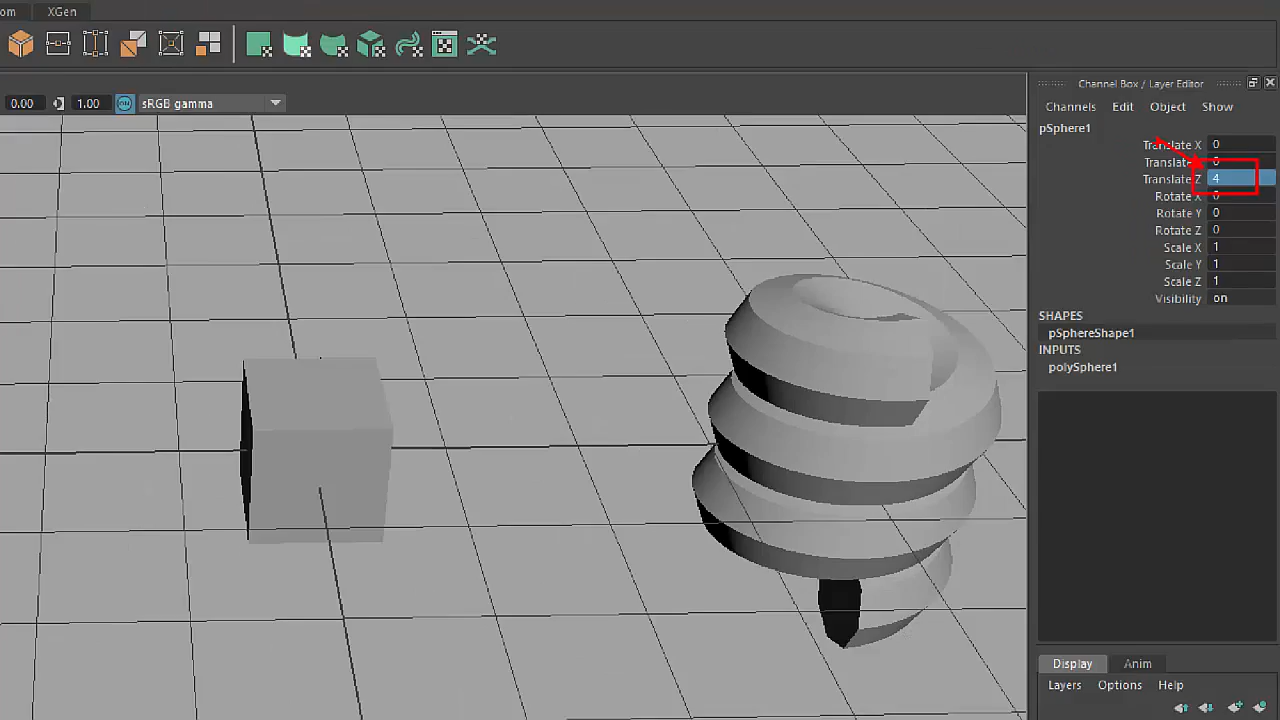 om XGen
0.00 1.00 ON sRGB gamma
Channel Box / Layer Editor
Channels Edit Object Show
pSphere1
Translate X 0
Translate 0
Translate Z 4
Rotate X 0
Rotate Y 0
Rotate Z 0
Scale X 1
Scale Y 1
Scale Z 1
Visibility on
SHAPES
pSphereShape1
INPUTS
polySphere1
Display Anim
Layers Options Help